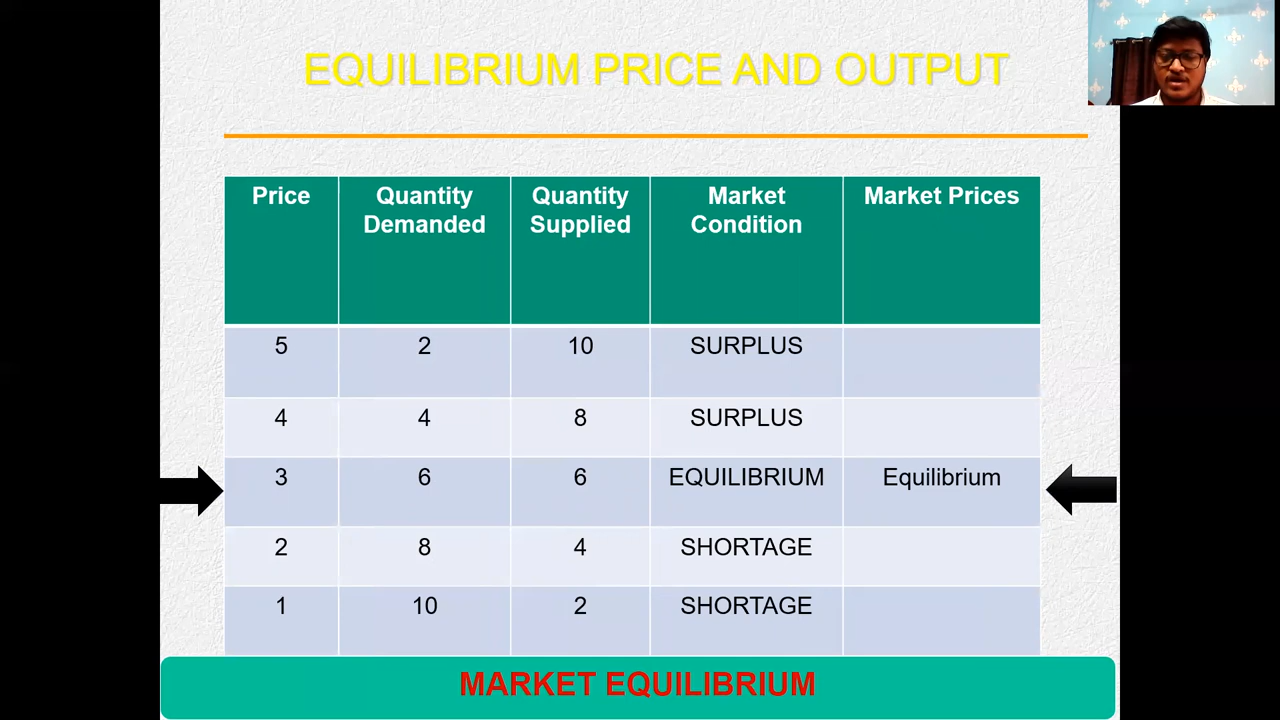 EQUILIBRIUM PRICE AND OUTPUT
Price Quantity Demanded Quantity Supplied Market Condition Market Prices
5 2 10 SURPLUS
4 4 8 SURPLUS
3 6 6 EQUILIBRIUM Equilibrium
2 8 4 SHORTAGE
1 10 2 SHORTAGE
MARKET EQUILIBRIUM